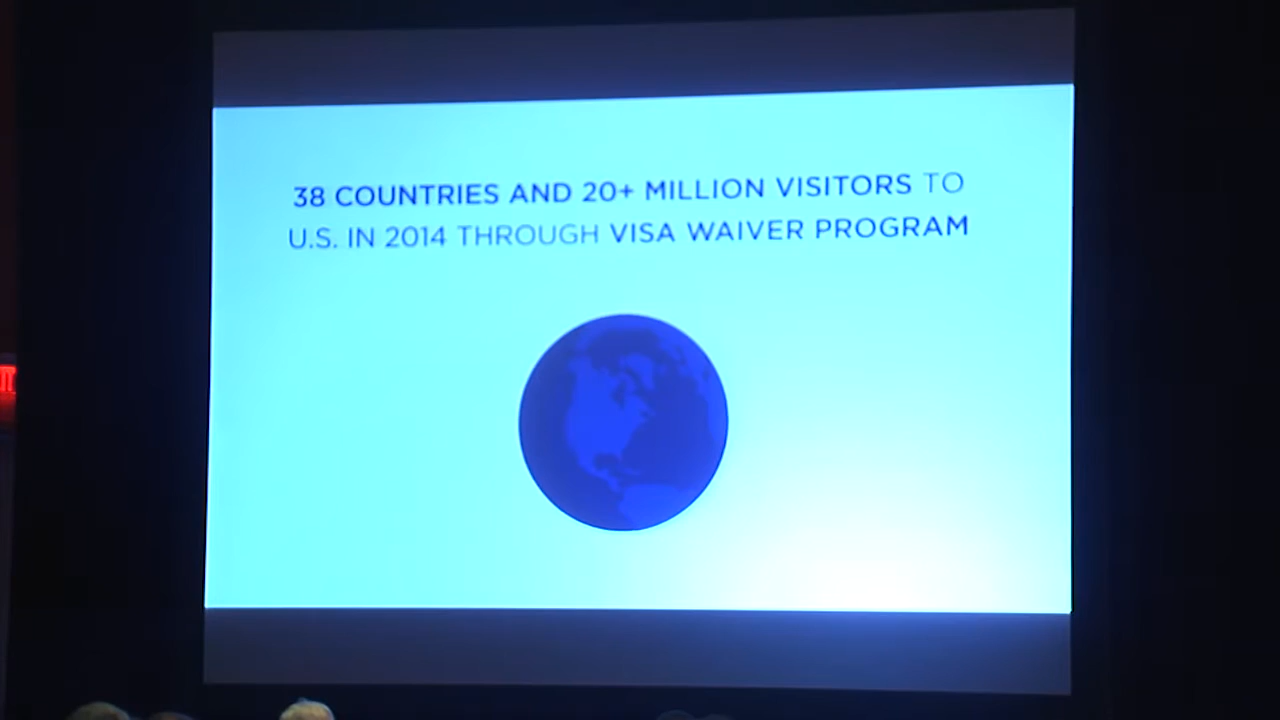 38 COUNTRIES AND 20+ MILLION VISITORS TO
U.S. IN 2014 THROUGH VISA WAIVER PROGRAM